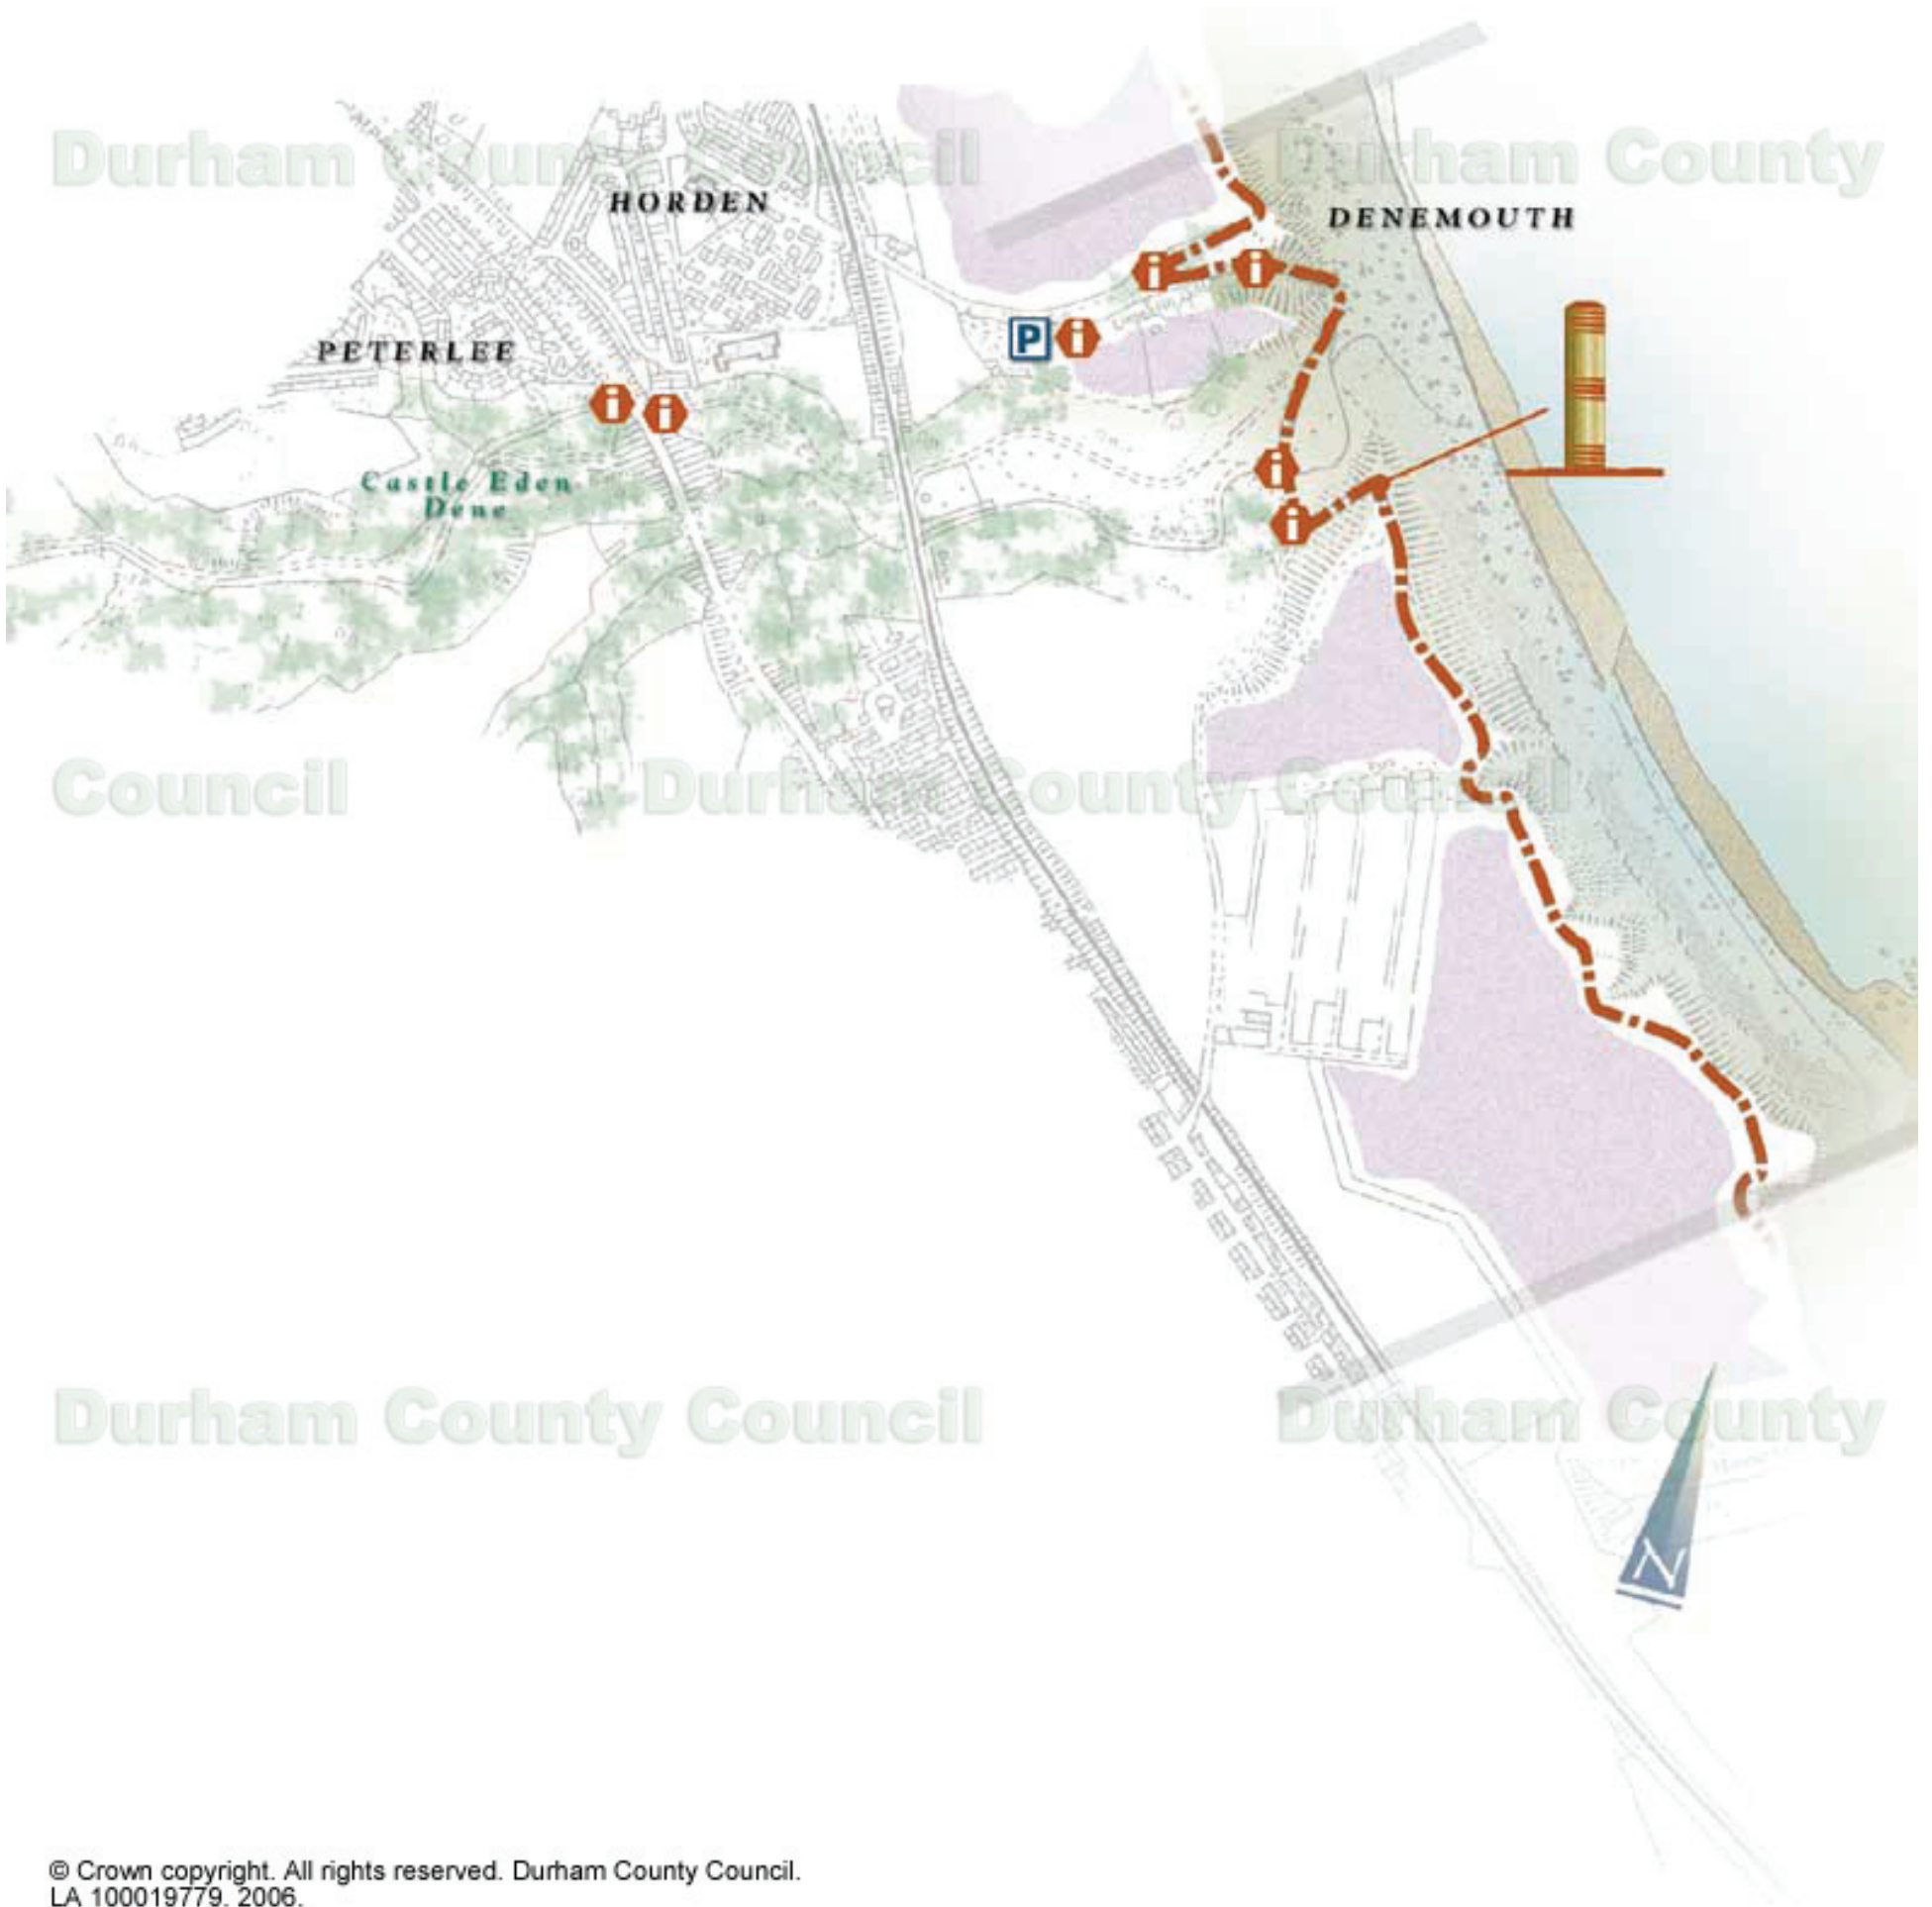 Durham County Council
Durham County
HORDEN
DENEMOUTH
P
i
i
i
PETERLEE
i
i
i
i
Castle Eden
Dene
Council
Durham County Council
Durham County Council
Durham County
N
© Crown copyright. All rights reserved. Durham County Council.
LA 100019779. 2006.